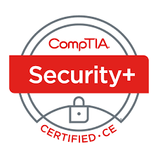 CompTIA.
Security+
CERTIFIED • CE